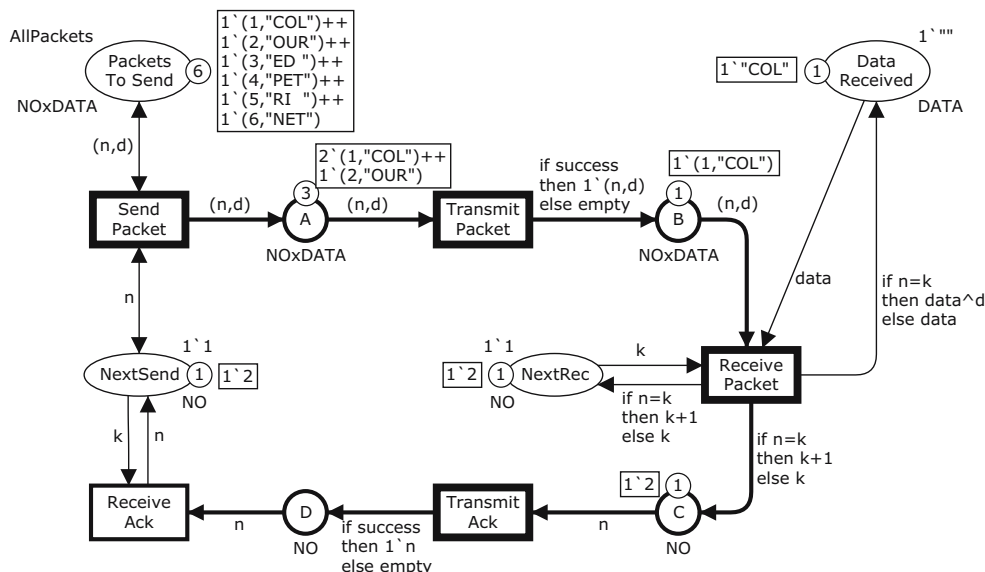 AllPackets
Packets
To Send
6
NOxDATA
1`(1,"COL")++
1`(2,"OUR")++
1`(3,"ED ")++
1`(4,"PET")++
1`(5,"RI  ")++
1`(6,"NET")
1`""
1`"COL"
1
Data
Received
DATA
(n,d)
2`(1,"COL")++
1`(2,"OUR")
3
A
NOxDATA
Send
Packet
(n,d)
(n,d)
Transmit
Packet
if success
then 1`(n,d)
else empty
1`(1,"COL")
1
B
NOxDATA
(n,d)
data
if n=k
then data^d
else data
n
1`1
NextSend
1
1`2
NO
1`1
1`2
1
NextRec
NO
k
if n=k
then k+1
else k
Receive
Packet
if n=k
then k+1
else k
k
n
Receive
Ack
n
D
NO
if success
then 1`n
else empty
Transmit
Ack
n
1`2
1
C
NO